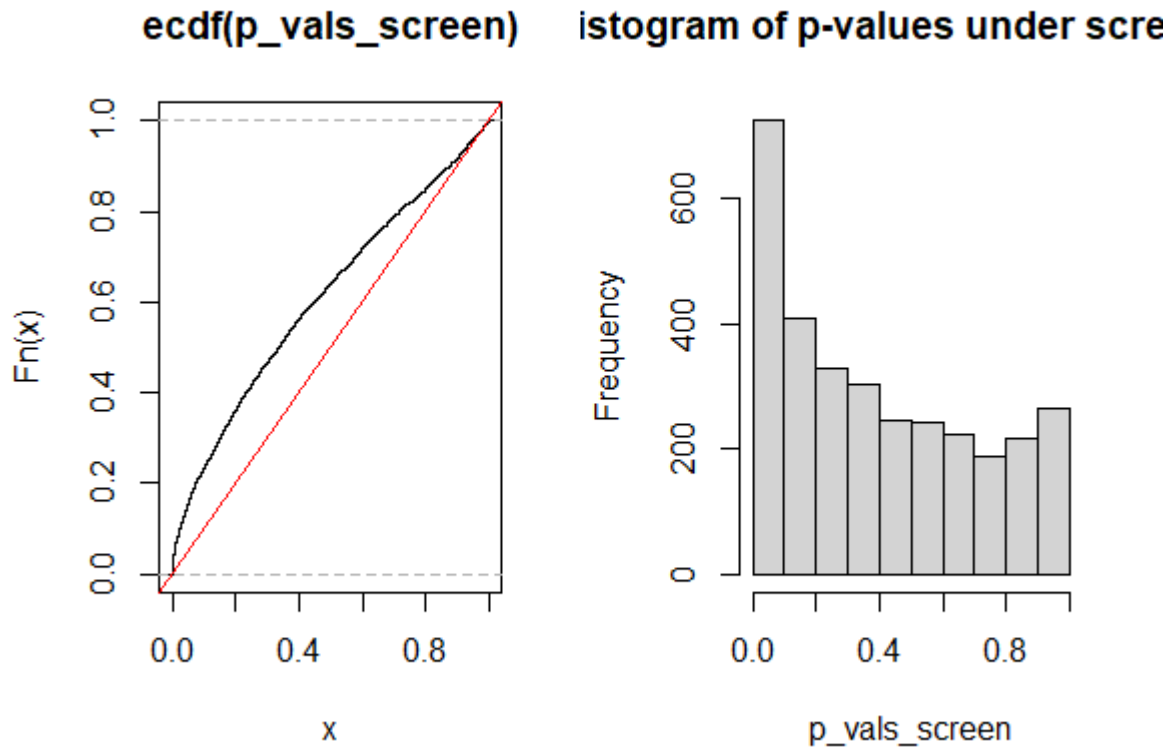 ecdf(p_vals_screen)
Fn(x)
1.0
0.8
0.6
0.4
0.2
0.0
0.0 0.4 0.8
x
istogram of p-values under scre
Frequency
600
400
200
0
0.0 0.4 0.8
p_vals_screen